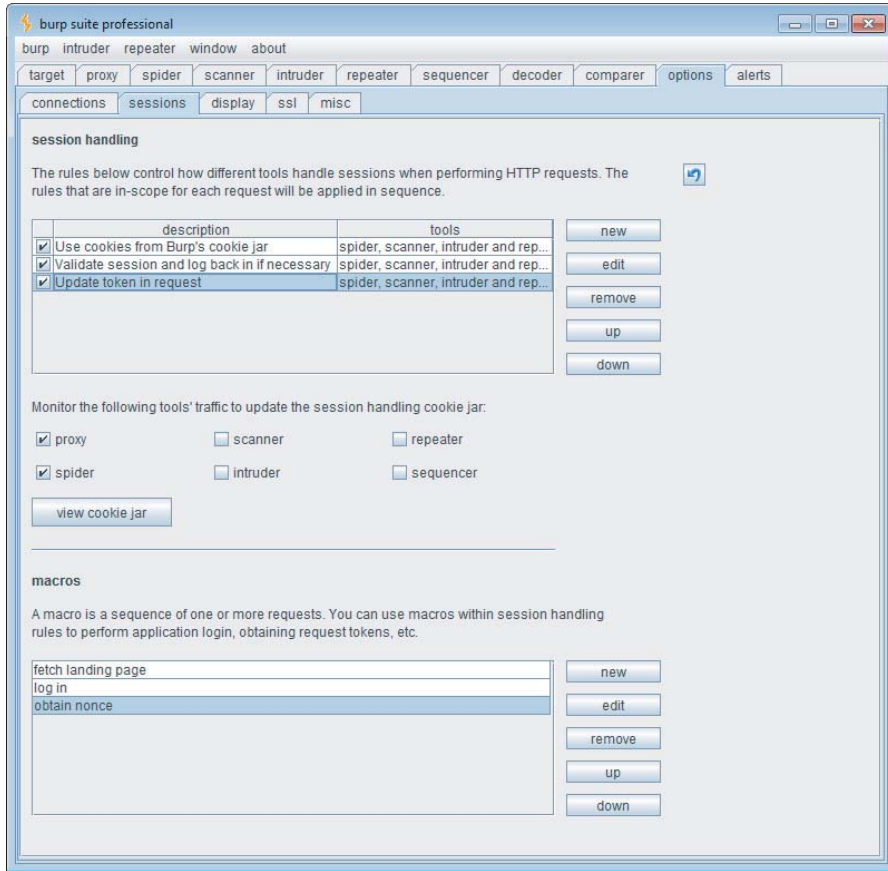 burp suite professional
burp intruder repeater window about
target proxy spider scanner intruder repeater sequencer decoder comparer options alerts
connections sessions display ssl misc
session handling
The rules below control how different tools handle sessions when performing HTTP requests. The
rules that are in-scope for each request will be applied in sequence.
description tools
Use cookies from Burp's cookie jar spider, scanner, intruder and rep...
Validate session and log back in if necessary spider, scanner, intruder and rep...
Update token in request spider, scanner, intruder and rep...
new
edit
remove
up
down
Monitor the following tools' traffic to update the session handling cookie jar:
proxy scanner repeater
spider intruder sequencer
view cookie jar
macros
A macro is a sequence of one or more requests. You can use macros within session handling
rules to perform application login, obtaining request tokens, etc.
fetch landing page
log in
obtain nonce
new
edit
remove
up
down